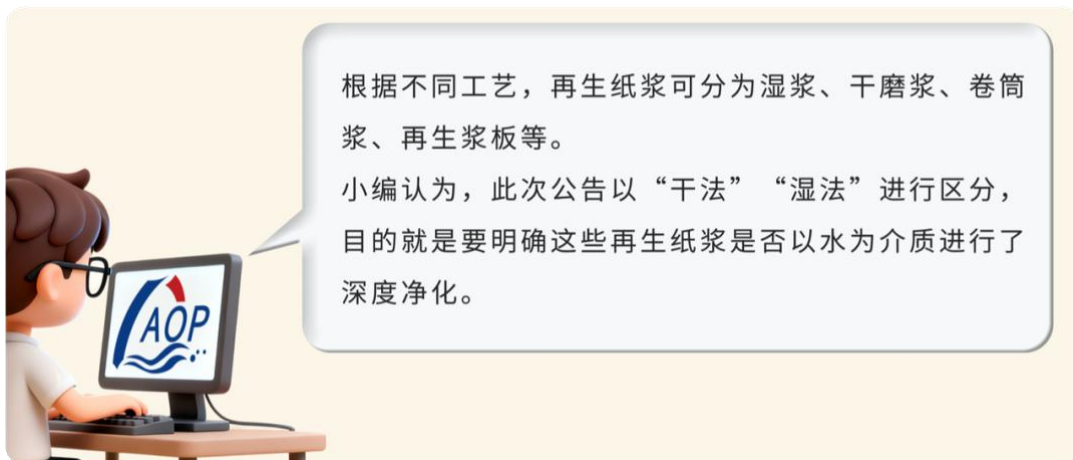 根据不同工艺，再生纸浆可分为湿浆、干磨浆、卷筒
浆、再生浆板等。
小编认为，此次公告以“干法”“湿法”进行区分，
目的就是要明确这些再生纸浆是否以水为介质进行了
深度净化。
AOP